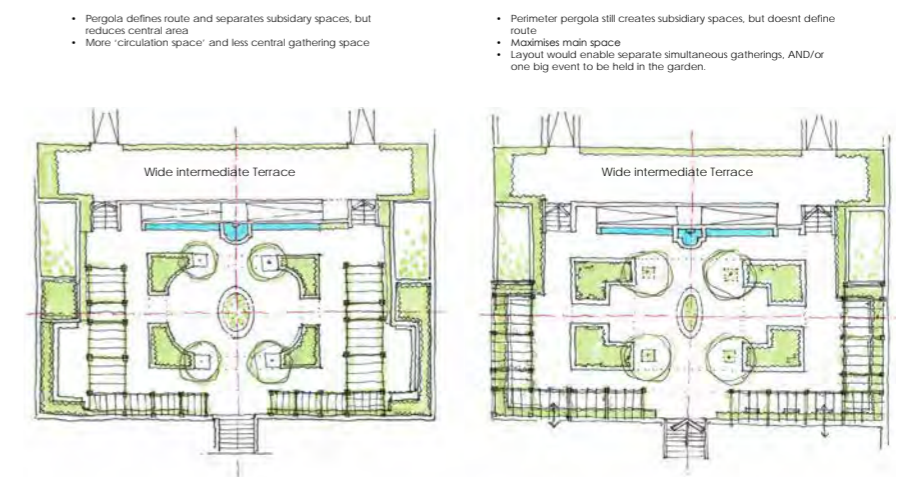 • Pergola defines route and separates subsidary spaces, but
reduces central area
• More 'circulation space' and less central gathering space
• Perimeter pergola still creates subsidiary spaces, but doesnt define
route
• Maximises main space
• Layout would enable separate simultaneous gatherings, AND/or
one big event to be held in the garden.
Wide intermediate Terrace
Wide intermediate Terrace